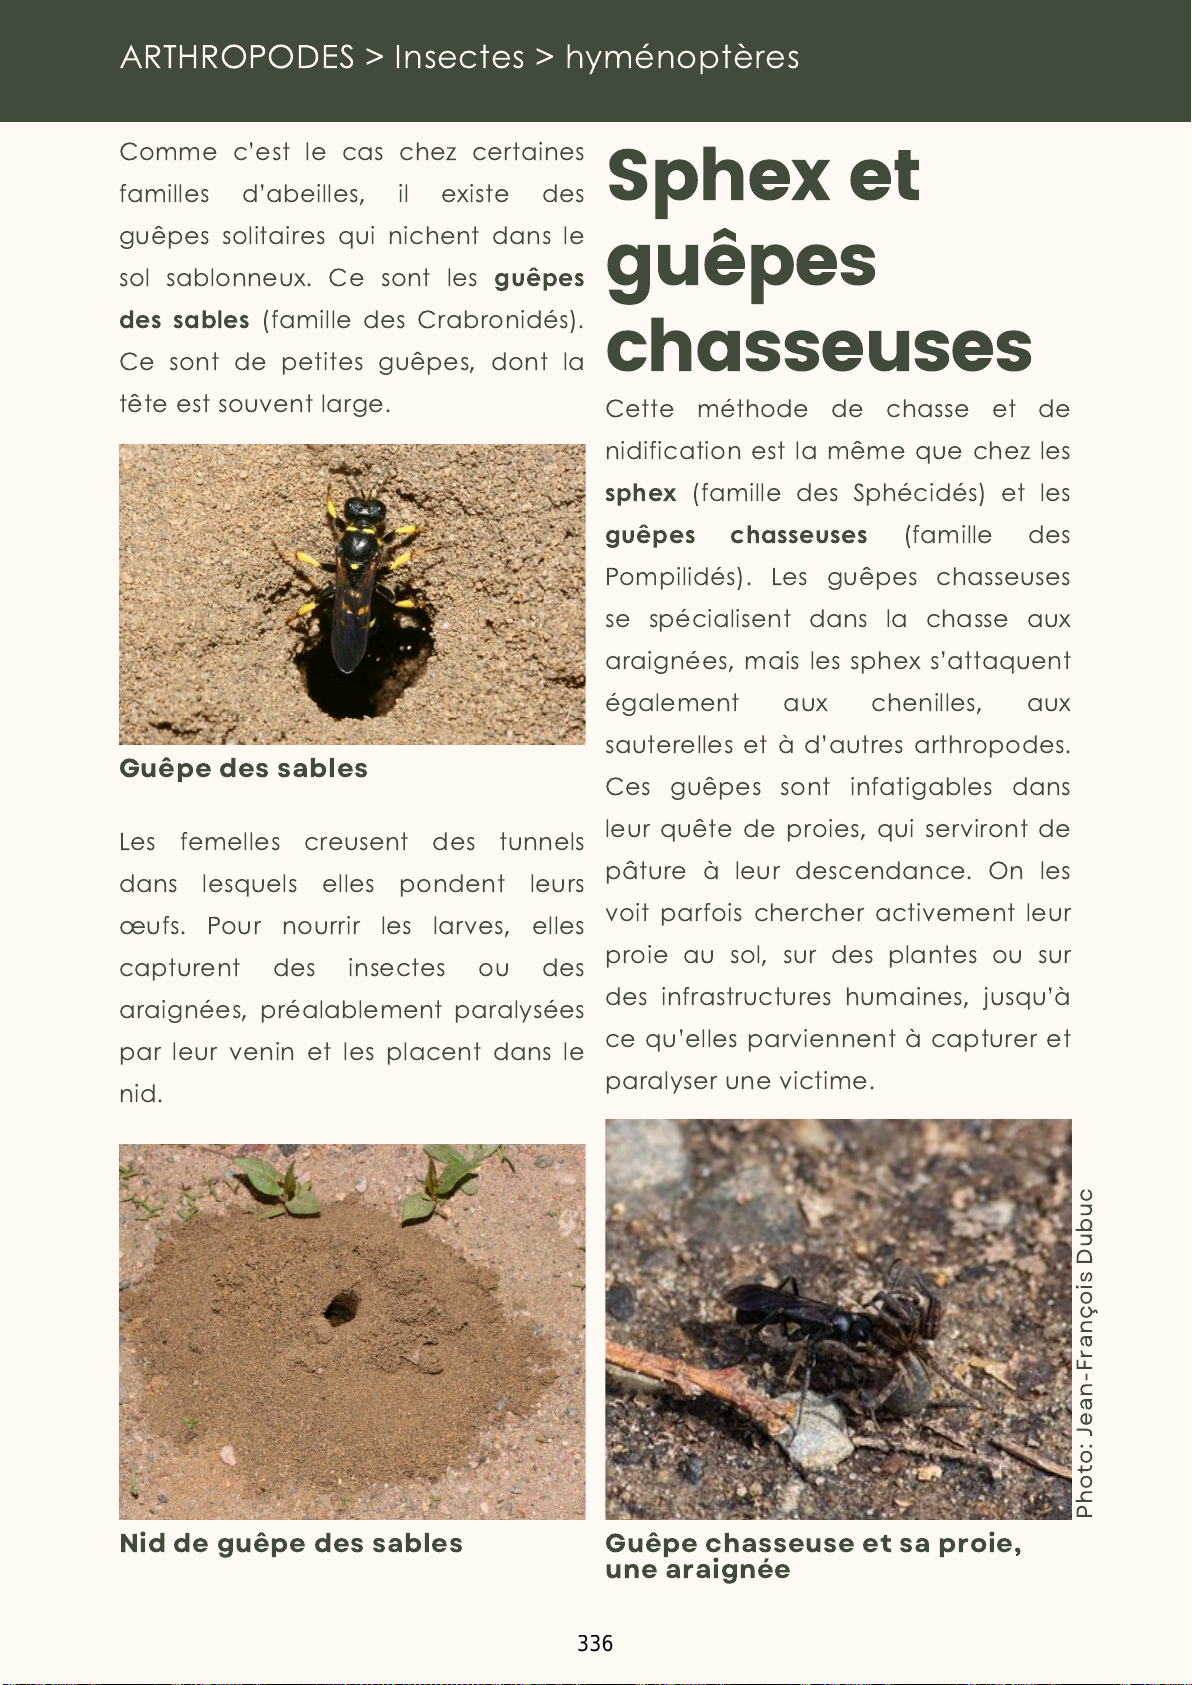 ARTHROPODES > Insectes > hyménoptères
Comme c'est le cas chez certaines
familles d'abeilles, il existe des
guêpes solitaires qui nichent dans le
sol sablonneux. Ce sont les guêpes
des sables (famille des Crabronidés).
Ce sont de petites guêpes, dont la
tête est souvent large.
Guêpe des sables
Les femelles creusent des tunnels
dans lesquels elles pondent leurs
œufs. Pour nourrir les larves, elles
capturent des insectes ou des
araignées, préalablement paralysées
par leur venin et les placent dans le
nid.
Nid de guêpe des sables
Sphex et
guêpes
chasseuses
Cette méthode de chasse et de
nidification est la même que chez les
sphex (famille des Sphécidés) et les
guêpes chasseuses (famille des
Pompilidés). Les guêpes chasseuses
se spécialisent dans la chasse aux
araignées, mais les sphex s'attaquent
également aux chenilles, aux
sauterelles et à d'autres arthropodes.
Ces guêpes sont infatigables dans
leur quête de proies, qui serviront de
pâture à leur descendance. On les
voit parfois chercher activement leur
proie au sol, sur des plantes ou sur
des infrastructures humaines, jusqu'à
ce qu'elles parviennent à capturer et
paralyser une victime.
Photo: Jean-François Dubuc
Guêpe chasseuse et sa proie,
une araignée
336